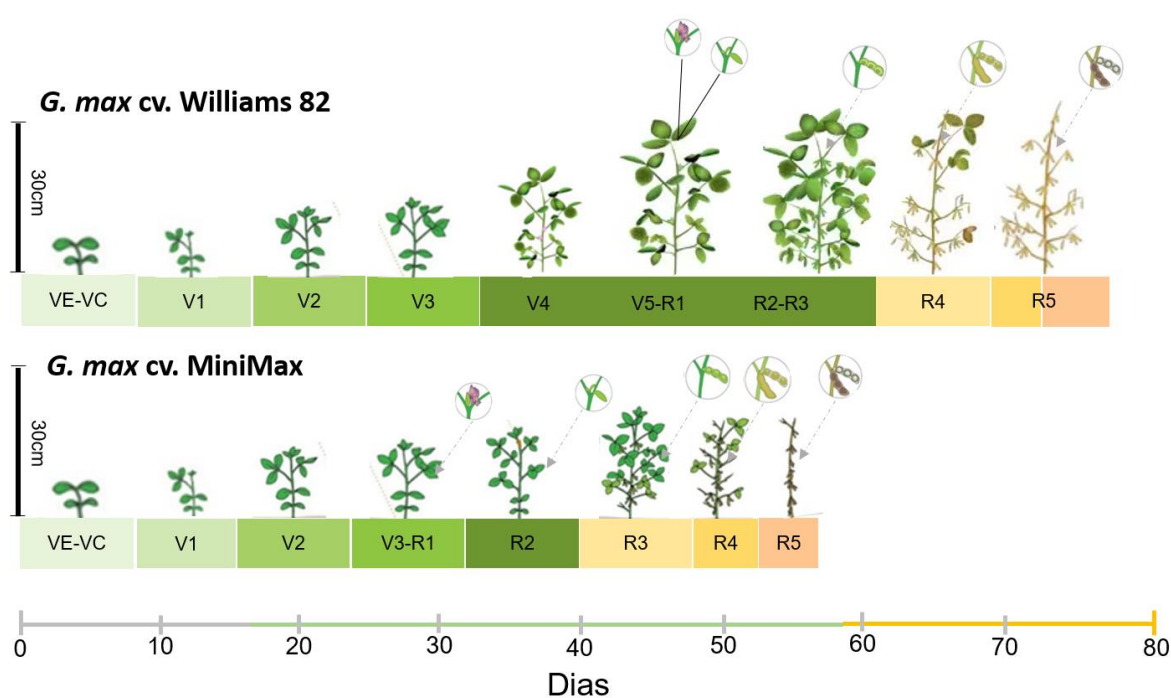 G. max cv. Williams 82
30cm
VE-VC V1 V2 V3 V4 V5-R1 R2-R3 R4 R5
G. max cv. MiniMax
30cm
VE-VC V1 V2 V3-R1 R2 R3 R4 R5
0 10 20 30 40 50 60 70 80
Dias